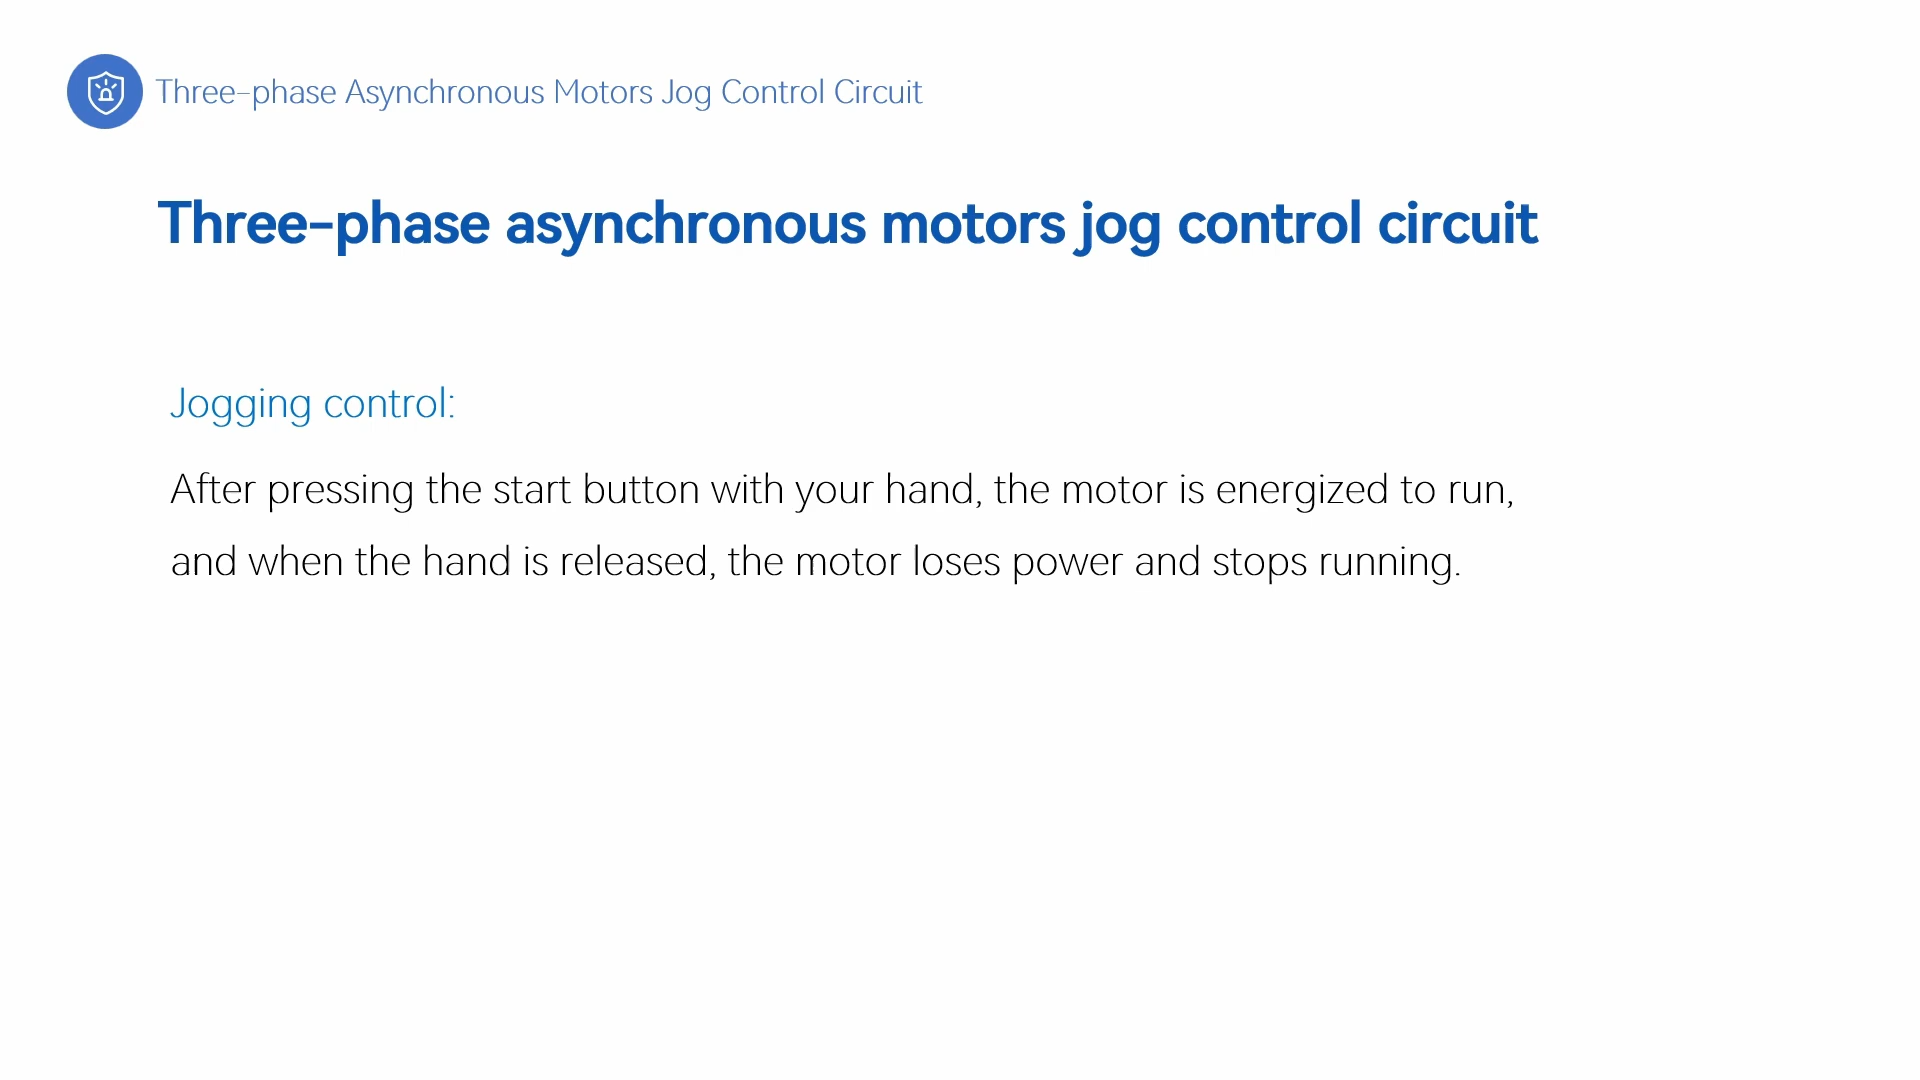 Three-phase Asynchronous Motors Jog Control Circuit
Three-phase asynchronous motors jog control circuit
Jogging control:
After pressing the start button with your hand, the motor is energized to run,
and when the hand is released, the motor loses power and stops running.